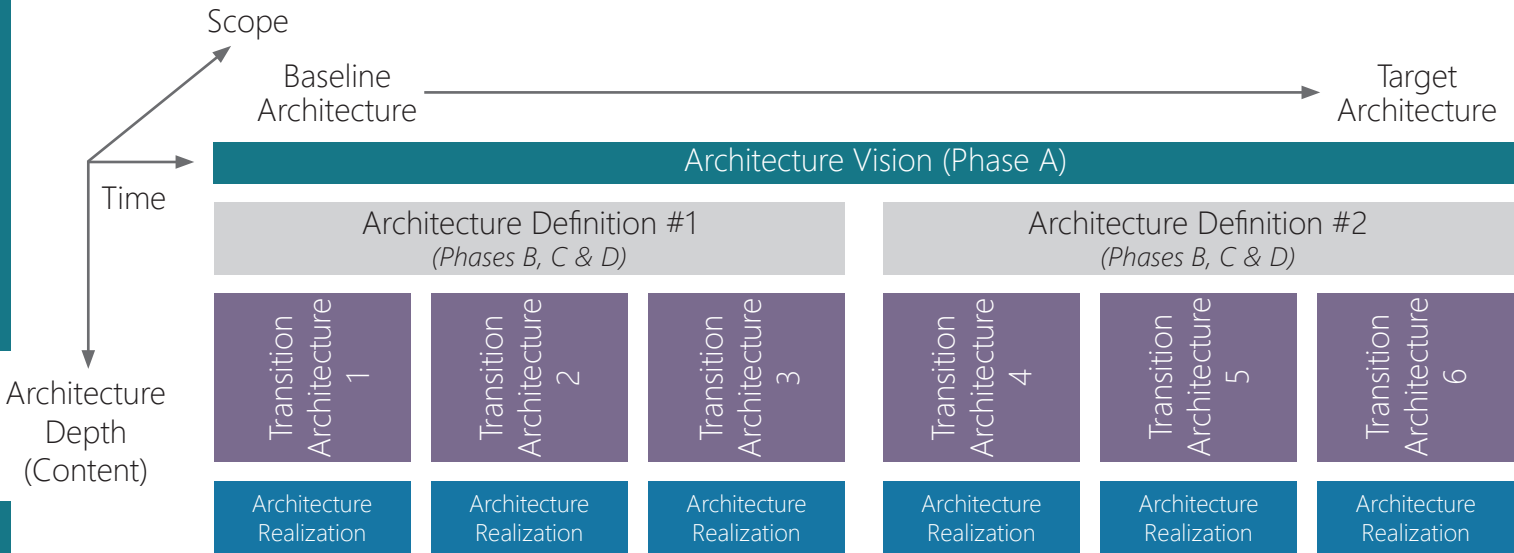 Scope
Baseline
Architecture
Target
Architecture
Architecture Vision (Phase A)
Time
Architecture Definition #1
(Phases B, C & D)
Architecture Definition #2
(Phases B, C & D)
Transition
Architecture
1
Transition
Architecture
2
Transition
Architecture
3
Transition
Architecture
4
Transition
Architecture
5
Transition
Architecture
6
Architecture
Depth
(Content)
Architecture
Realization
Architecture
Realization
Architecture
Realization
Architecture
Realization
Architecture
Realization
Architecture
Realization